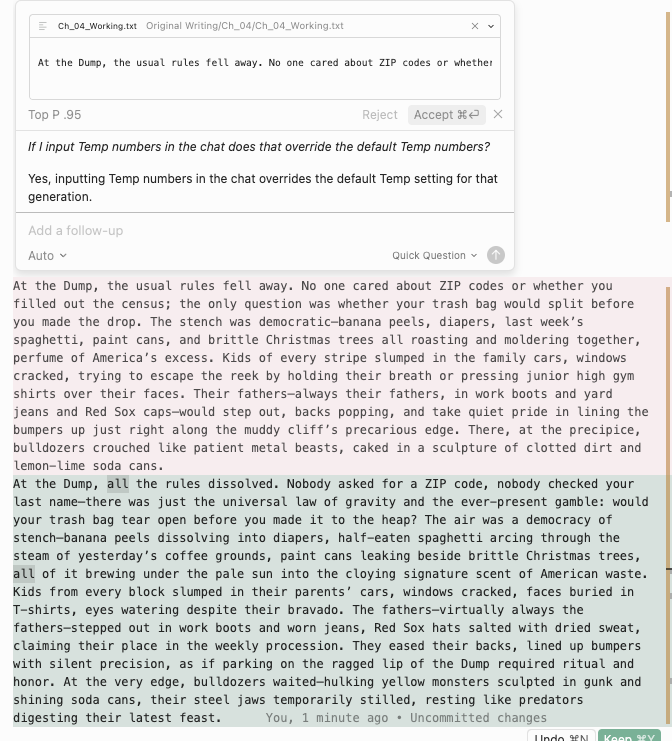 Ch_04_Working.txt Original Writing/Ch_04/Ch_04_Working.txt
At the Dump, the usual rules fell away. No one cared about ZIP codes or whether
Top P .95 Reject Accept ⌘⏎
If I input Temp numbers in the chat does that override the default Temp numbers?
Yes, inputting Temp numbers in the chat overrides the default Temp setting for that
generation.
Add a follow-up
Auto Quick Question
At the Dump, the usual rules fell away. No one cared about ZIP codes or whether you
filled out the census; the only question was whether your trash bag would split before
you made the drop. The stench was democratic—banana peels, diapers, last week’s
spaghetti, paint cans, and brittle Christmas trees all roasting and moldering together,
perfume of America’s excess. Kids of every stripe slumped in the family cars, windows
cracked, trying to escape the reek by holding their breath or pressing junior high gym
shirts over their faces. Their fathers—always their fathers, in work boots and yard
jeans and Red Sox caps—would step out, backs popping, and take quiet pride in lining the
bumpers up just right along the muddy cliff’s precarious edge. There, at the precipice,
bulldozers crouched like patient metal beasts, caked in a sculpture of clotted dirt and
lemon-lime soda cans.
At the Dump, all the rules dissolved. Nobody asked for a ZIP code, nobody checked your
last name—there was just the universal law of gravity and the ever-present gamble: would
your trash bag tear open before you made it to the heap? The air was a democracy of
stench—banana peels dissolving into diapers, half-eaten spaghetti arcing through the
steam of yesterday’s coffee grounds, paint cans leaking beside brittle Christmas trees,
all of it brewing under the pale sun into the cloying signature scent of American waste.
Kids from every block slumped in their parents’ cars, windows cracked, faces buried in
T-shirts, eyes watering despite their bravado. The fathers—virtually always the
fathers—stepped out in work boots and worn jeans, Red Sox hats salted with dried sweat,
claiming their place in the weekly procession. They eased their backs, lined up bumpers
with silent precision, as if parking on the ragged lip of the Dump required ritual and
honor. At the very edge, bulldozers waited—hulking yellow monsters sculpted in gunk and
shining soda cans, their steel jaws temporarily stilled, resting like predators
digesting their latest feast. You, 1 minute ago • Uncommitted changes
Undo ⌘N Keep ⌘Y